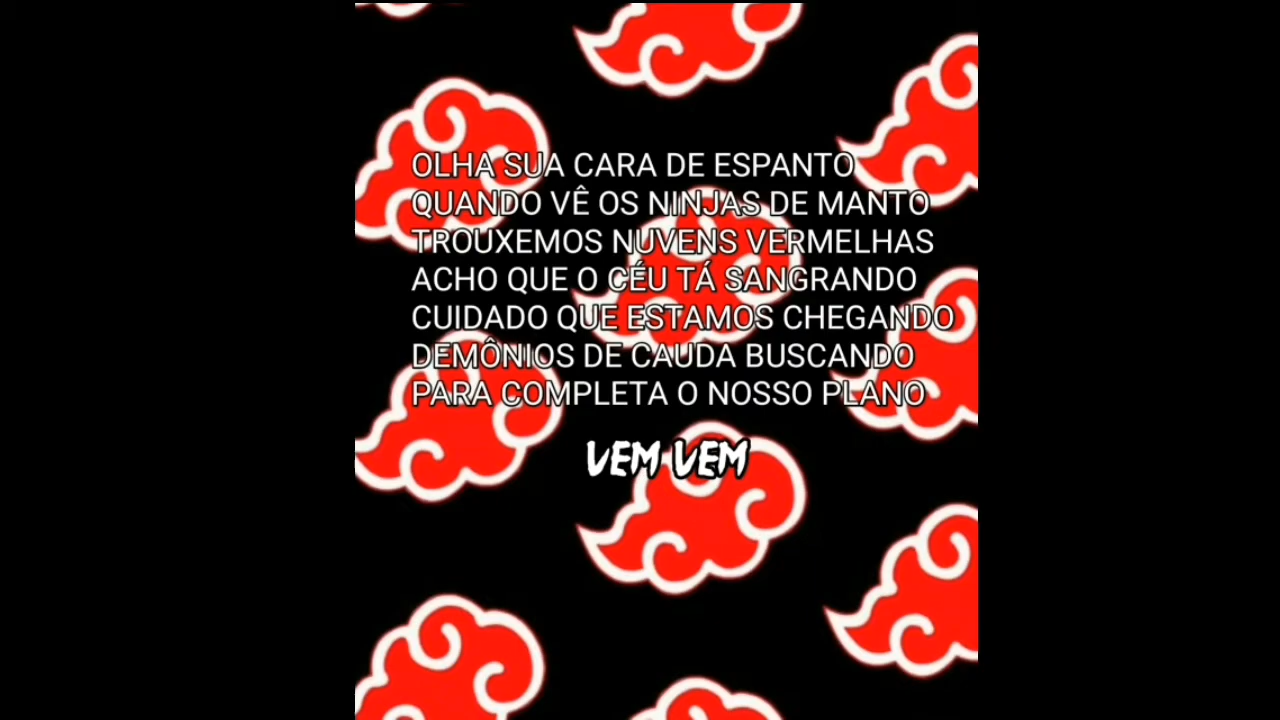 OLHA SUA CARA DE ESPANTO
QUANDO VÊ OS NINJAS DE MANTO
TROUXEMOS NUVENS VERMELHAS
ACHO QUE O CÉU TÁ SANGRANDO
CUIDADO QUE ESTAMOS CHEGANDO
DEMÔNIOS DE CAUDA BUSCANDO
PARA COMPLETA O NOSSO PLANO
VEM VEM